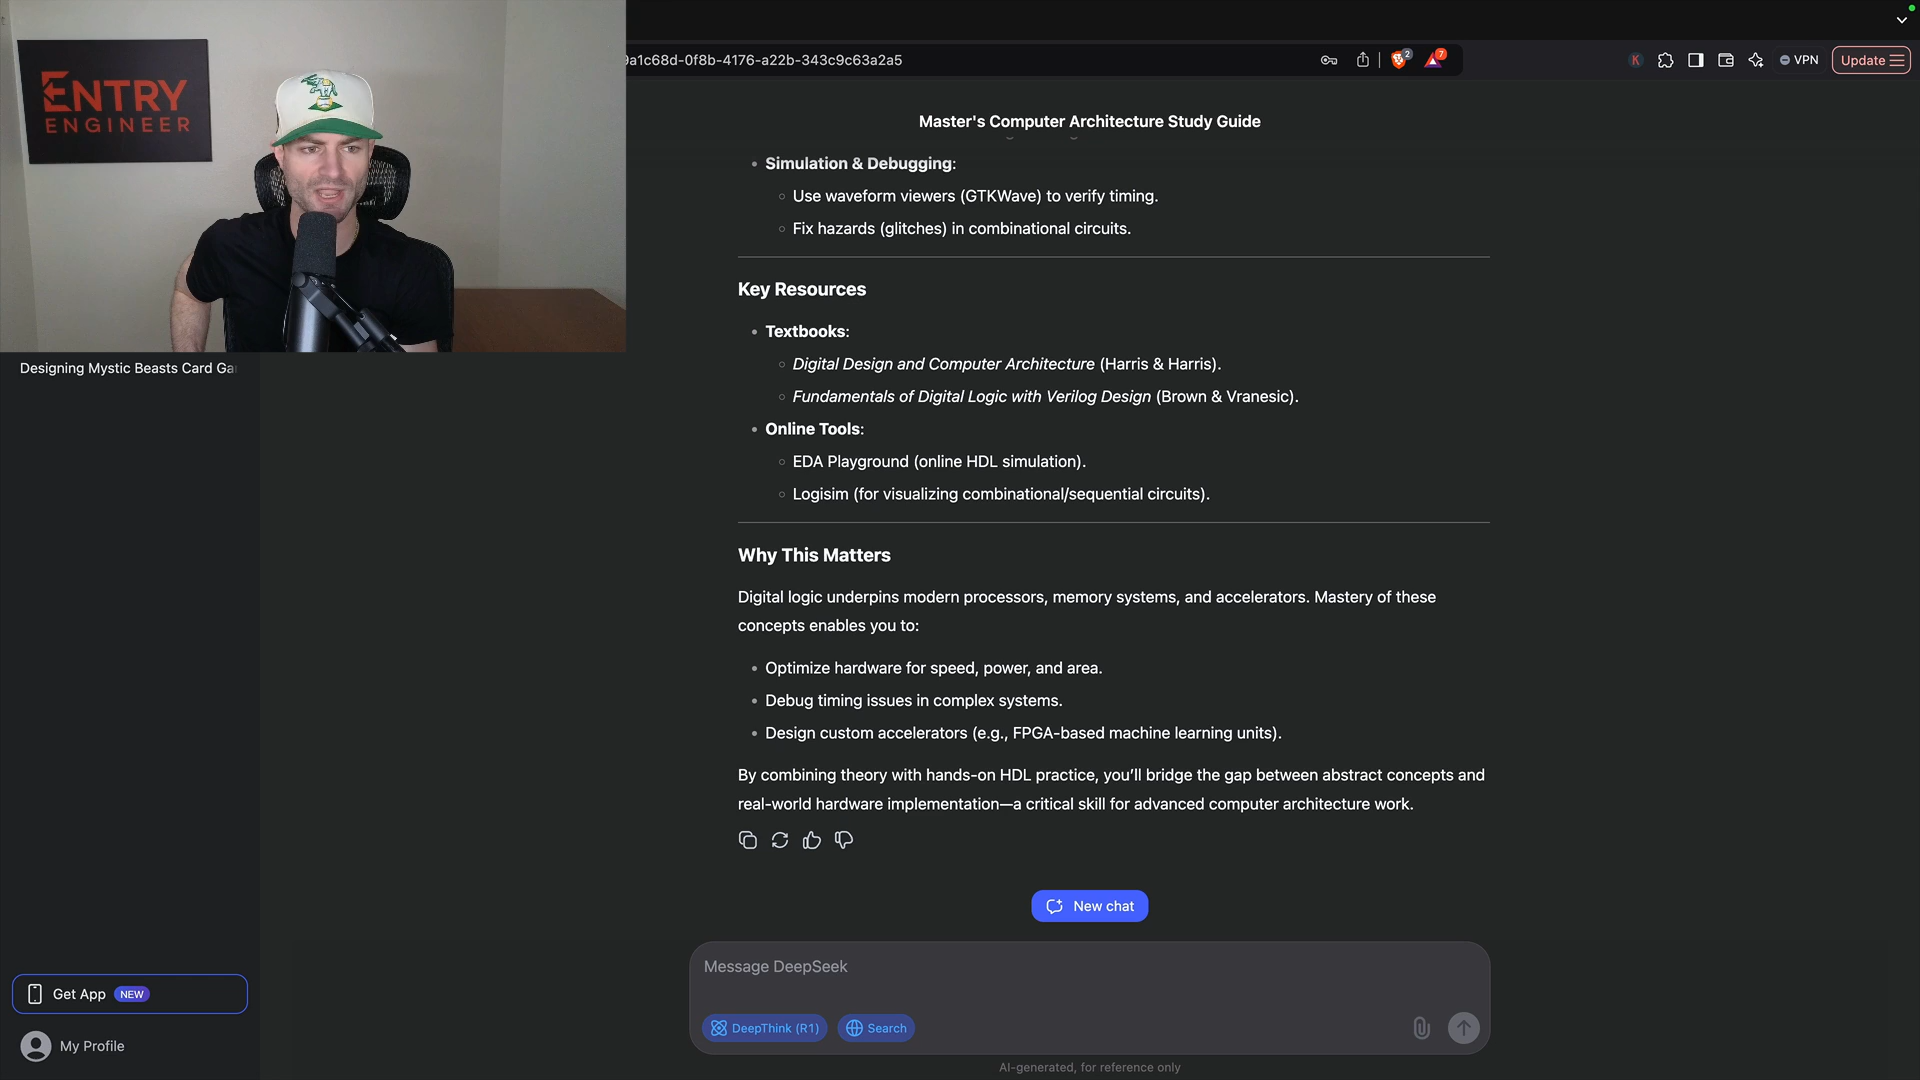 ENTRY
ENGINEER
9a1c68d-0f8b-4176-a22b-343c9c63a2a5
2
7
K
VPN
Update
Master's Computer Architecture Study Guide
Simulation & Debugging:
Use waveform viewers (GTKWave) to verify timing.
Fix hazards (glitches) in combinational circuits.
Key Resources
Textbooks:
Digital Design and Computer Architecture (Harris & Harris).
Fundamentals of Digital Logic with Verilog Design (Brown & Vranesic).
Online Tools:
EDA Playground (online HDL simulation).
Logisim (for visualizing combinational/sequential circuits).
Why This Matters
Digital logic underpins modern processors, memory systems, and accelerators. Mastery of these
concepts enables you to:
Optimize hardware for speed, power, and area.
Debug timing issues in complex systems.
Design custom accelerators (e.g., FPGA-based machine learning units).
By combining theory with hands-on HDL practice, you'll bridge the gap between abstract concepts and
real-world hardware implementation—a critical skill for advanced computer architecture work.
New chat
Message DeepSeek
DeepThink (R1)
Search
AI-generated, for reference only
Designing Mystic Beasts Card Ga
Get App NEW
My Profile